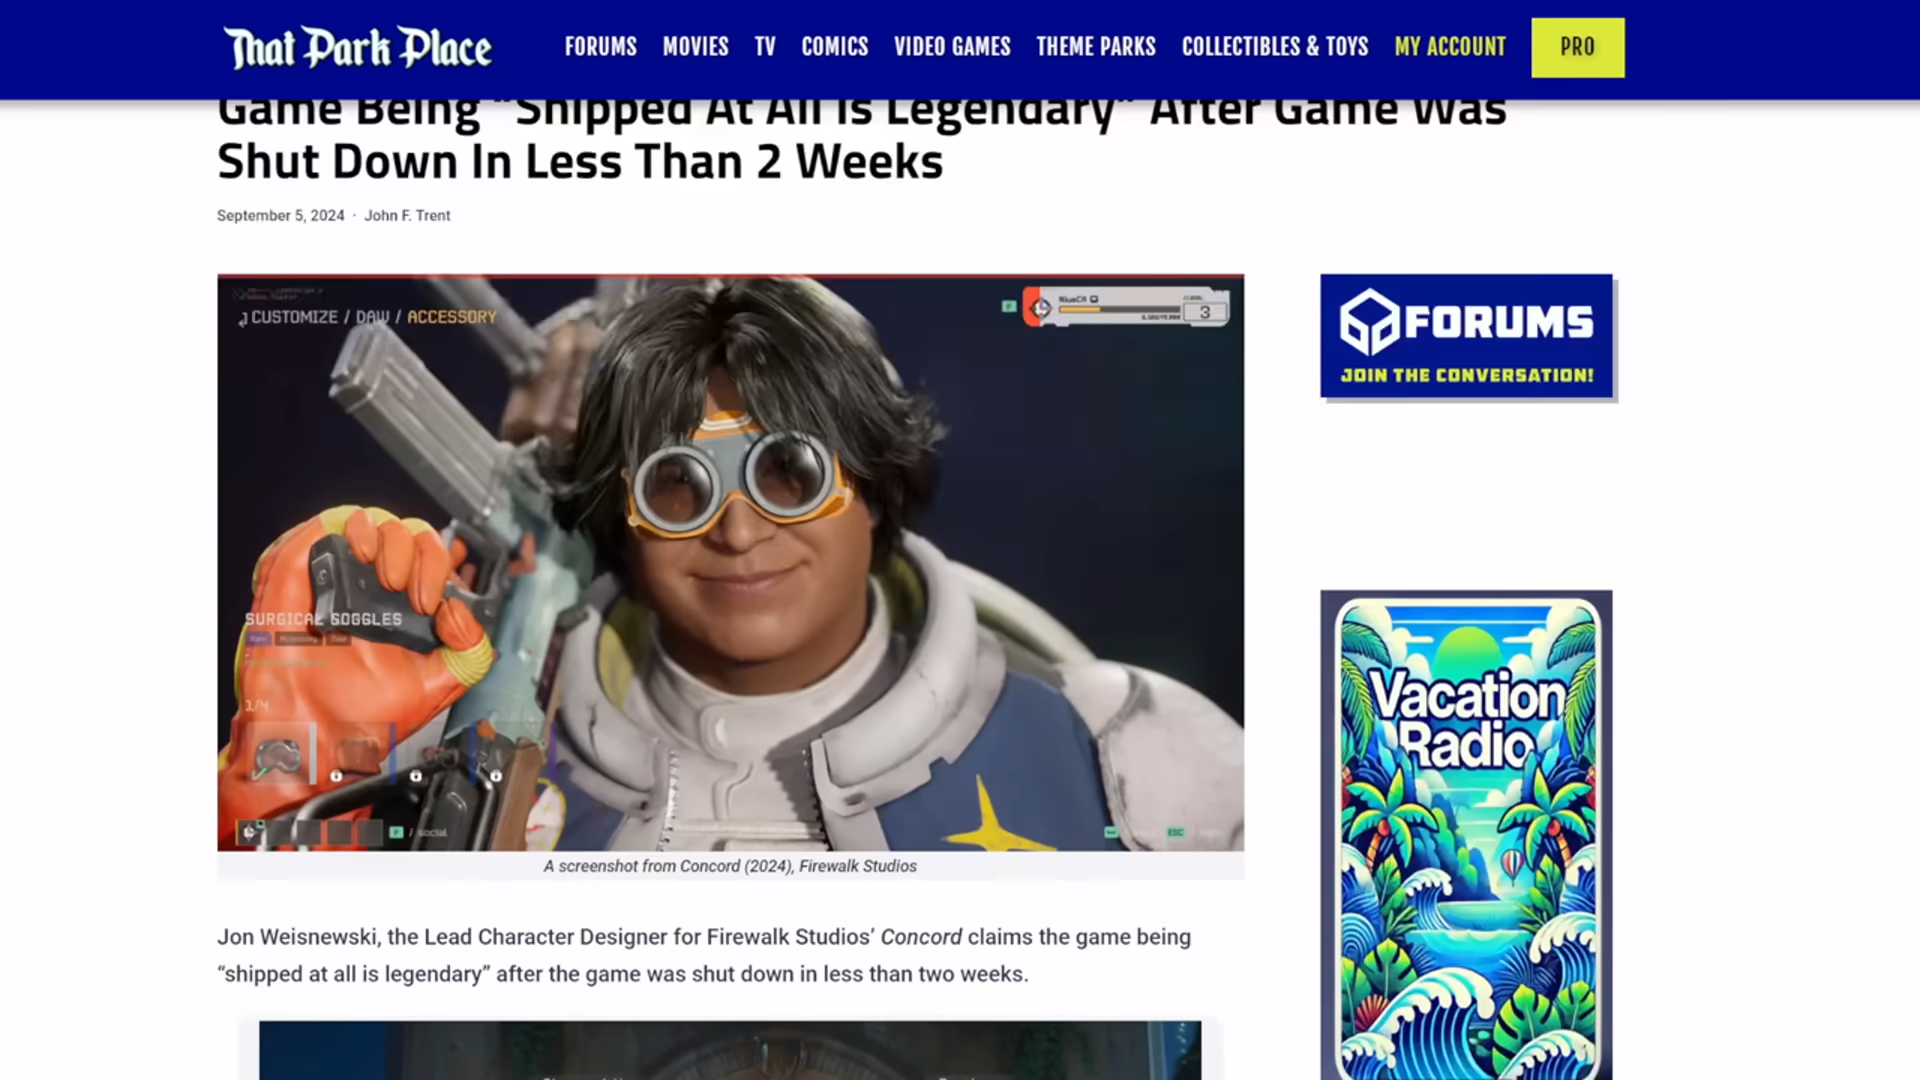 That Park Place
FORUMS MOVIES TV COMICS VIDEO GAMES THEME PARKS COLLECTIBLES & TOYS MY ACCOUNT PRO
Game Being "Shipped At All Is Legendary" After Game Was
Shut Down In Less Than 2 Weeks
September 5, 2024 · John F. Trent
CUSTOMIZE / DAW / ACCESSORY
3
SURGICAL GOGGLES
1/4
F / social
ESC
A screenshot from Concord (2024), Firewalk Studios
FORUMS
JOIN THE CONVERSATION!
Vacation
Radio
Jon Weisnewski, the Lead Character Designer for Firewalk Studios’ Concord claims the game being
“shipped at all is legendary” after the game was shut down in less than two weeks.